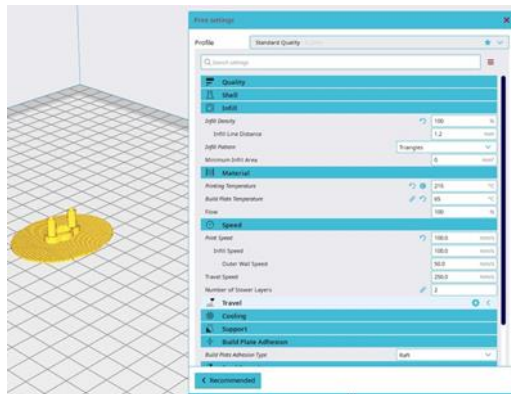 Print settings
Profile Standard Quality
Search settings
Quality
Shell
Infill
Infill Density 100 %
Infill Line Distance 1.2 mm
Infill Pattern Triangles
Minimum Infill Area 0 mm²
Material
Printing Temperature 215 °C
Build Plate Temperature 65 °C
Flow 100 %
Speed
Print Speed 100.0 mm/s
Infill Speed 100.0 mm/s
Outer Wall Speed 50.0 mm/s
Travel Speed 250.0 mm/s
Number of Slower Layers 2
Travel
Cooling
Support
Build Plate Adhesion
Build Plate Adhesion Type Raft
Recommended